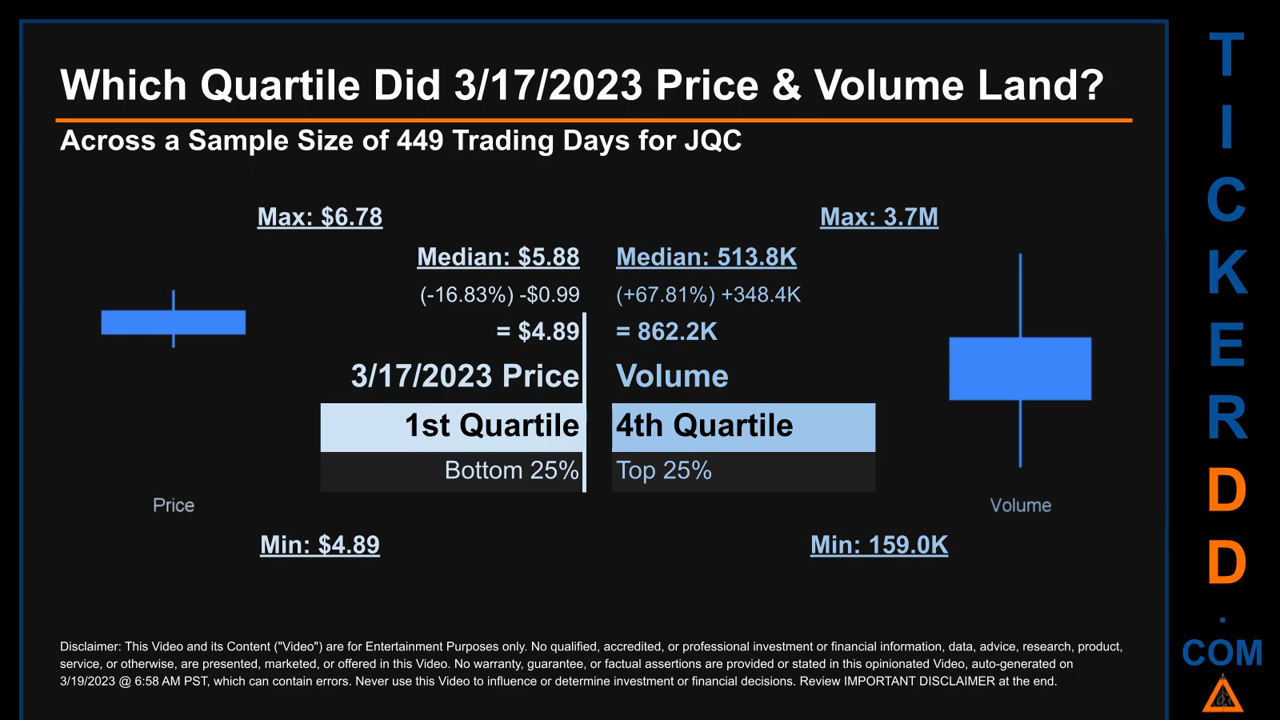 Which Quartile Did 3/17/2023 Price & Volume Land?
Across a Sample Size of 449 Trading Days for JQC
Max: $6.78
Median: $5.88
(-16.83%) -$0.99
= $4.89
3/17/2023 Price
1st Quartile
Bottom 25%
Price
Min: $4.89
Max: 3.7M
Median: 513.8K
(+67.81%) +348.4K
= 862.2K
Volume
4th Quartile
Top 25%
Volume
Min: 159.0K
Disclaimer: This Video and its Content ("Video") are for Entertainment Purposes only. No qualified, accredited, or professional investment or financial information, data, advice, research, product,
service, or otherwise, are presented, marketed, or offered in this Video. No warranty, guarantee, or factual assertions are provided or stated in this opinionated Video, auto-generated on
3/19/2023 @ 6:58 AM PST, which can contain errors. Never use this Video to influence or determine investment or financial decisions. Review IMPORTANT DISCLAIMER at the end.
T
I
C
K
E
R
D
D
.
COM